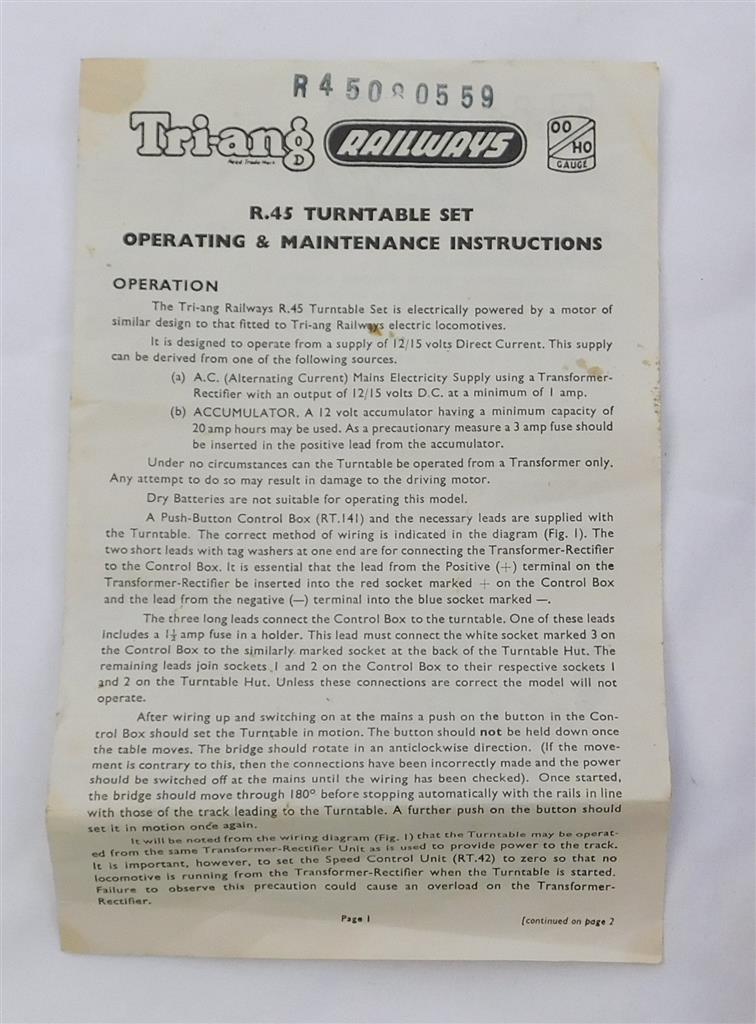 R45080559
Tri-ang RAILWAYS OO HO GAUGE
Regd Trade Mark
R.45 TURNTABLE SET
OPERATING & MAINTENANCE INSTRUCTIONS
OPERATION
The Tri-ang Railways R.45 Turntable Set is electrically powered by a motor of
similar design to that fitted to Tri-ang Railways electric locomotives.
It is designed to operate from a supply of 12/15 volts Direct Current. This supply
can be derived from one of the following sources.
(a) A.C. (Alternating Current) Mains Electricity Supply using a Transformer-
Rectifier with an output of 12/15 volts D.C. at a minimum of 1 amp.
(b) ACCUMULATOR. A 12 volt accumulator having a minimum capacity of
20 amp hours may be used. As a precautionary measure a 3 amp fuse should
be inserted in the positive lead from the accumulator.
Under no circumstances can the Turntable be operated from a Transformer only.
Any attempt to do so may result in damage to the driving motor.
Dry Batteries are not suitable for operating this model.
A Push-Button Control Box (RT.141) and the necessary leads are supplied with
the Turntable. The correct method of wiring is indicated in the diagram (Fig. 1). The
two short leads with tag washers at one end are for connecting the Transformer-Rectifier
to the Control Box. It is essential that the lead from the Positive (+) terminal on the
Transformer-Rectifier be inserted into the red socket marked + on the Control Box
and the lead from the negative (—) terminal into the blue socket marked —.
The three long leads connect the Control Box to the turntable. One of these leads
includes a 1½ amp fuse in a holder. This lead must connect the white socket marked 3 on
the Control Box to the similarly marked socket at the back of the Turntable Hut. The
remaining leads join sockets 1 and 2 on the Control Box to their respective sockets 1
and 2 on the Turntable Hut. Unless these connections are correct the model will not
operate.
After wiring up and switching on at the mains a push on the button in the Con-
trol Box should set the Turntable in motion. The button should not be held down once
the table moves. The bridge should rotate in an anticlockwise direction. (If the move-
ment is contrary to this, then the connections have been incorrectly made and the power
should be switched off at the mains until the wiring has been checked). Once started,
the bridge should move through 180° before stopping automatically with the rails in line
with those of the track leading to the Turntable. A further push on the button should
set it in motion once again.
It will be noted from the wiring diagram (Fig. 1) that the Turntable may be operat-
ed from the same Transformer-Rectifier Unit as is used to provide power to the track.
It is important, however, to set the Speed Control Unit (RT.42) to zero so that no
locomotive is running from the Transformer-Rectifier when the Turntable is started.
Failure to observe this precaution could cause an overload on the Transformer-
Rectifier.
Page 1
[continued on page 2